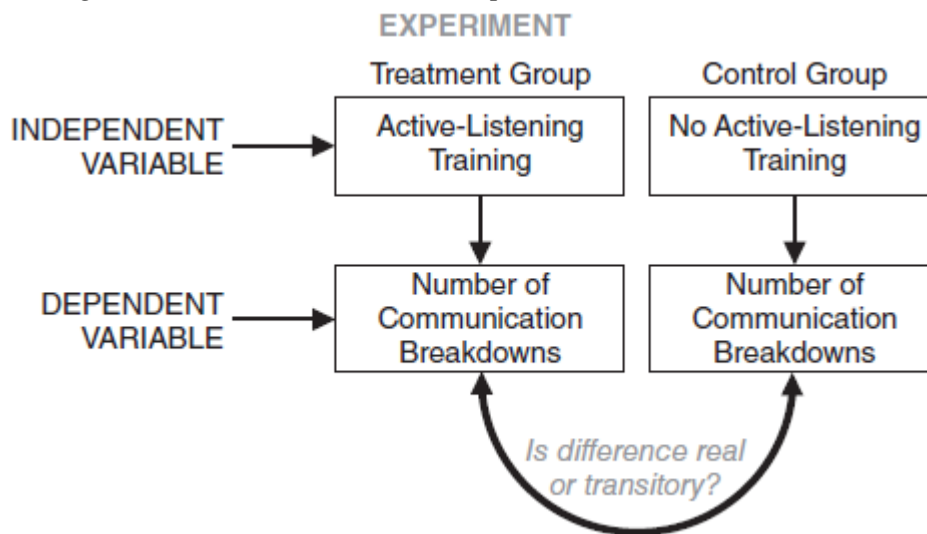 EXPERIMENT
Treatment Group
Control Group
INDEPENDENT
VARIABLE
Active-Listening
Training
No Active-Listening
Training
DEPENDENT
VARIABLE
Number of
Communication
Breakdowns
Number of
Communication
Breakdowns
Is difference real
or transitory?